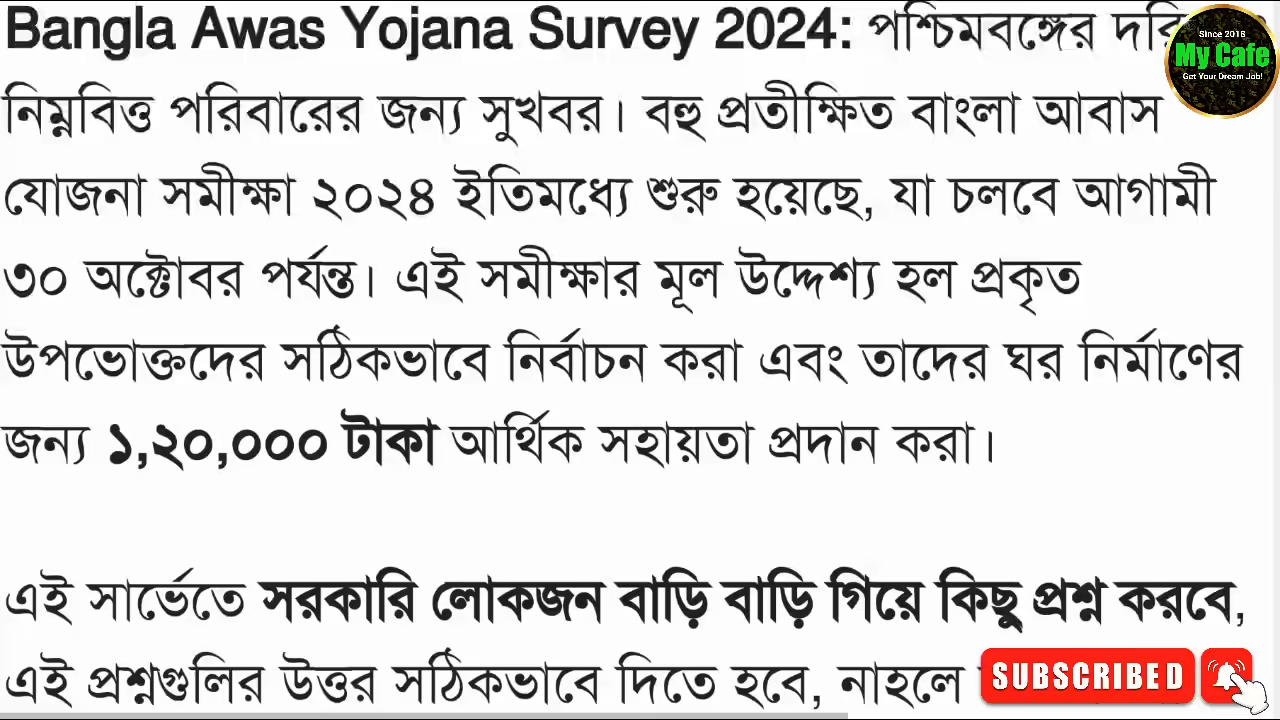 Bangla Awas Yojana Survey 2024: পশ্চিমবঙ্গের
নিম্নবিত্ত পরিবারের জন্য সুখবর। বহু প্রতীক্ষিত বাংলা আবাস
যোজনা সমীক্ষা ২০২৪ ইতিমধ্যে শুরু হয়েছে, যা চলবে আগামী
৩০ অক্টোবর পর্যন্ত। এই সমীক্ষার মূল উদ্দেশ্য হল প্রকৃত
উপভোক্তদের সঠিকভাবে নির্বাচন করা এবং তাদের ঘর নির্মাণের
জন্য ১,২০,০০০ টাকা আর্থিক সহায়তা প্রদান করা।
এই সার্ভেতে সরকারি লোকজন বাড়ি বাড়ি গিয়ে কিছু প্রশ্ন করবে,
এই প্রশ্নগুলির উত্তর সঠিকভাবে দিতে হবে, নাহলে
Since 2016
My Cafe
Get Your Dream Job!
SUBSCRIBED